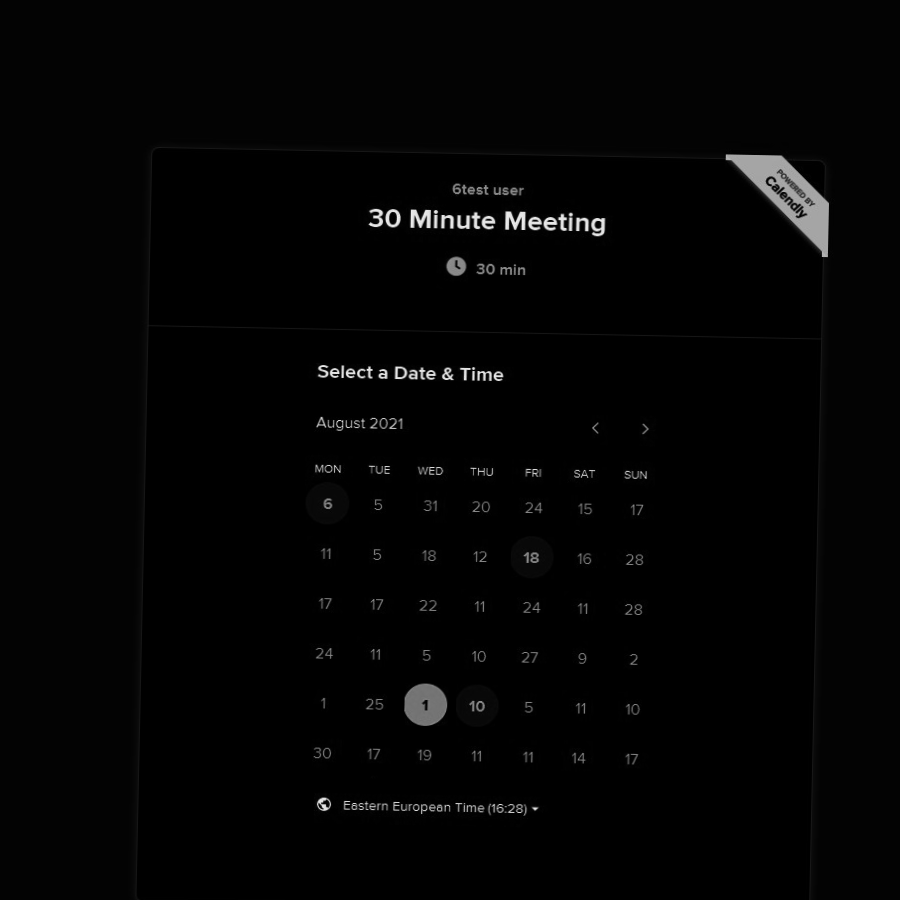 POWERED BY
Calendly
6test user
30 Minute Meeting
30 min
Select a Date & Time
August 2021
MON TUE WED THU FRI SAT SUN
6 5 31 20 24 15 17
11 5 18 12 18 16 28
17 17 22 11 24 11 28
24 11 5 10 27 9 2
1 25 1 10 5 11 10
30 17 19 11 11 14 17
Eastern European Time (16:28)